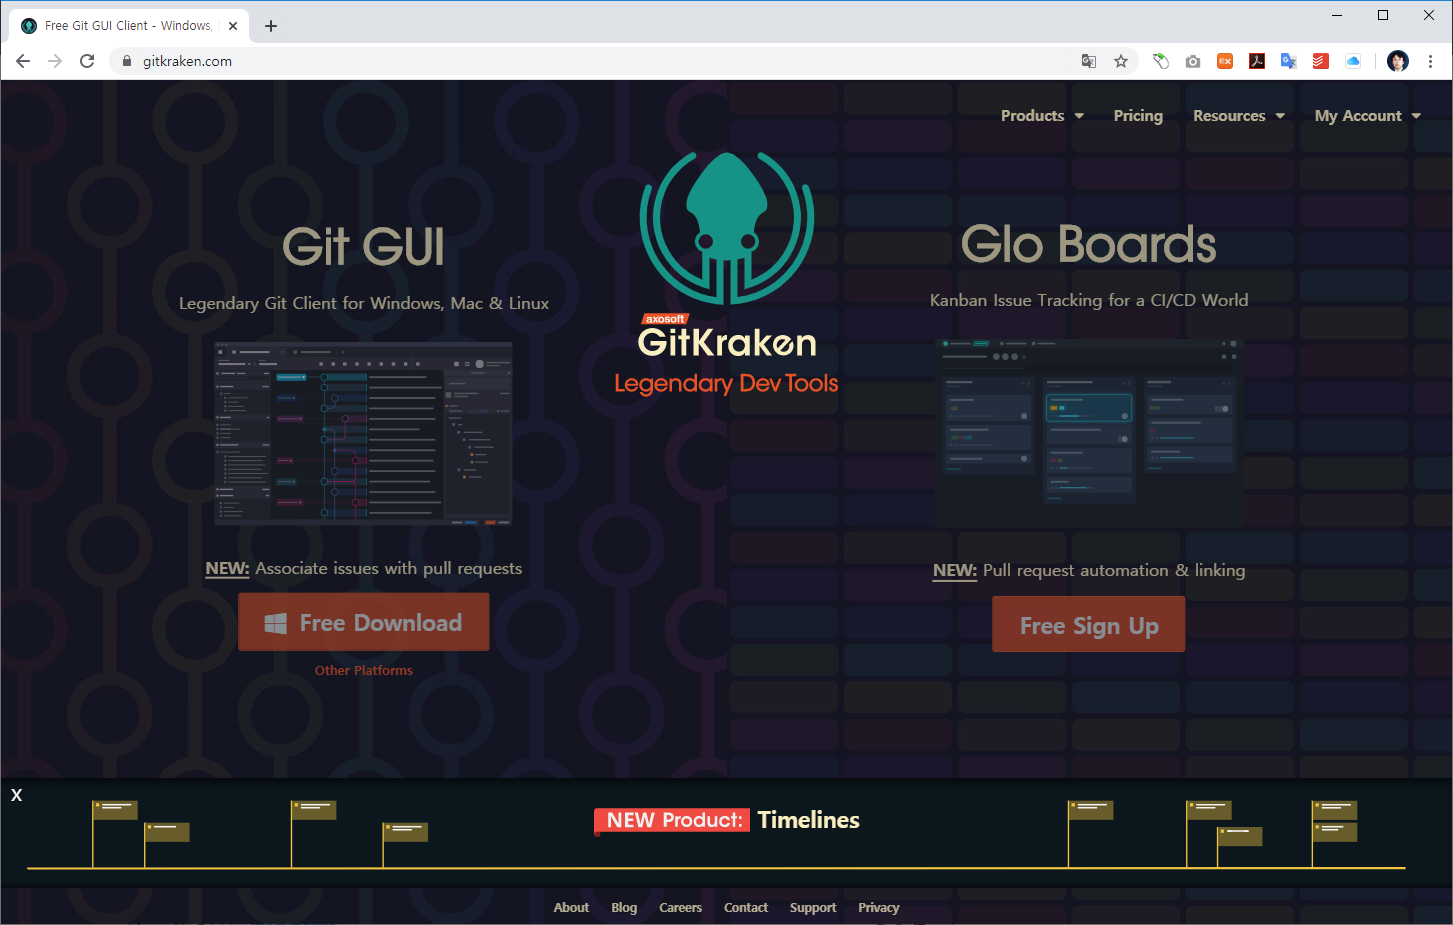 Free Git GUI Client - Windows,
gitkraken.com
Products
Pricing
Resources
My Account
Git GUI
Legendary Git Client for Windows, Mac & Linux
axosoft
GitKraken
Legendary Dev Tools
Glo Boards
Kanban Issue Tracking for a CI/CD World
NEW: Associate issues with pull requests
Free Download
Other Platforms
NEW: Pull request automation & linking
Free Sign Up
X
NEW Product: Timelines
About
Blog
Careers
Contact
Support
Privacy